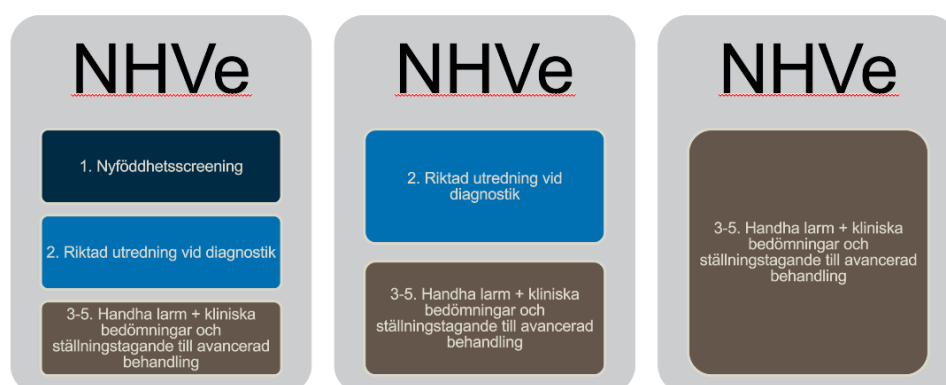 NHVe
1. Nyföddhetsscreening
2. Riktad utredning vid diagnostik
3-5. Handha larm + kliniska
bedömningar och
ställningstagande till avancerad
behandling
NHVe
2. Riktad utredning vid
diagnostik
3-5. Handha larm + kliniska
bedömningar och
ställningstagande till avancerad
behandling
NHVe
3-5. Handha larm + kliniska
bedömningar och
ställningstagande till avancerad
behandling